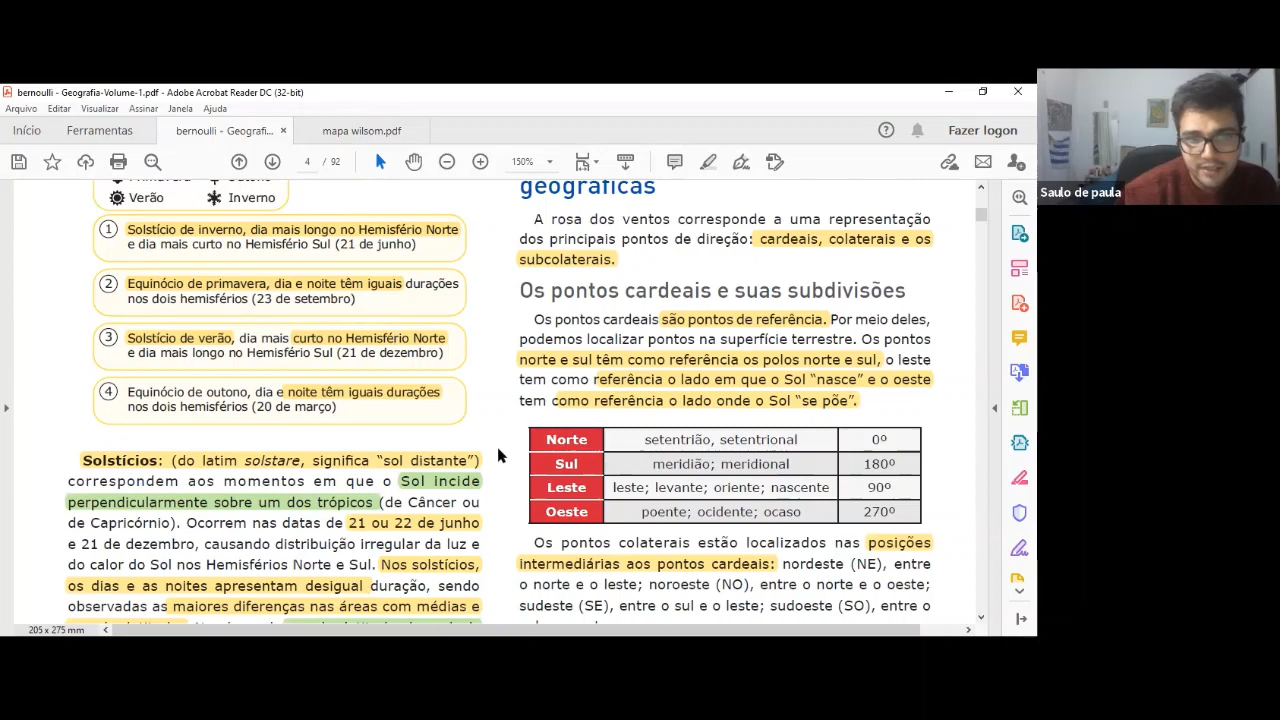 bernoulli - Geografia-Volume-1.pdf - Adobe Acrobat Reader DC (32-bit)
Arquivo Editar Visualizar Assinar Janela Ajuda
Início Ferramentas bernoulli - Geografi... mapa wilsom.pdf Fazer logon
4 / 92 150%
Saulo de paula
Primavera Outono
Verão Inverno
1 Solstício de inverno, dia mais longo no Hemisfério Norte
e dia mais curto no Hemisfério Sul (21 de junho)
2 Equinócio de primavera, dia e noite têm iguais durações
nos dois hemisférios (23 de setembro)
3 Solstício de verão, dia mais curto no Hemisfério Norte
e dia mais longo no Hemisfério Sul (21 de dezembro)
4 Equinócio de outono, dia e noite têm iguais durações
nos dois hemisférios (20 de março)
Solstícios: (do latim solstare, significa “sol distante”)
correspondem aos momentos em que o Sol incide
perpendicularmente sobre um dos trópicos (de Câncer ou
de Capricórnio). Ocorrem nas datas de 21 ou 22 de junho
e 21 de dezembro, causando distribuição irregular da luz e
do calor do Sol nos Hemisférios Norte e Sul. Nos solstícios,
os dias e as noites apresentam desigual duração, sendo
observadas as maiores diferenças nas áreas com médias e
geográficas
A rosa dos ventos corresponde a uma representação
dos principais pontos de direção: cardeais, colaterais e os
subcolaterais.
Os pontos cardeais e suas subdivisões
Os pontos cardeais são pontos de referência. Por meio deles,
podemos localizar pontos na superfície terrestre. Os pontos
norte e sul têm como referência os polos norte e sul, o leste
tem como referência o lado em que o Sol “nasce” e o oeste
tem como referência o lado onde o Sol “se põe”.
Norte setentrião, setentrional 0º
Sul meridião; meridional 180º
Leste leste; levante; oriente; nascente 90º
Oeste poente; ocidente; ocaso 270º
Os pontos colaterais estão localizados nas posições
intermediárias aos pontos cardeais: nordeste (NE), entre
o norte e o leste; noroeste (NO), entre o norte e o oeste;
sudeste (SE), entre o sul e o leste; sudoeste (SO), entre o
205 x 275 mm